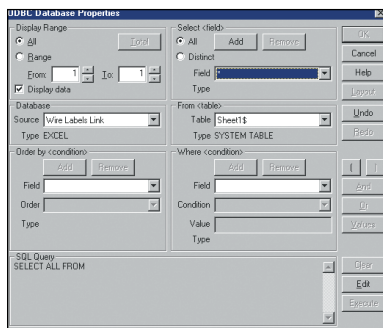 ODBC Database Properties
Display Range
All
Total
Range
From: 1 To: 1
Display data
Select <field>
All
Add
Remove
Distinct
Field *
Type
OK
Cancel
Help
Layout
Undo
Redo
Database
Source Wire Labels Link
Type EXCEL
From <table>
Table Sheet1$
Type SYSTEM TABLE
Order by <condition>
Add
Remove
Field
Order
Type
Where <condition>
Add
Remove
Field
Condition
Value
Type
(
)
And
Or
Values
SQL Query
SELECT ALL FROM
Clear
Edit
Execute